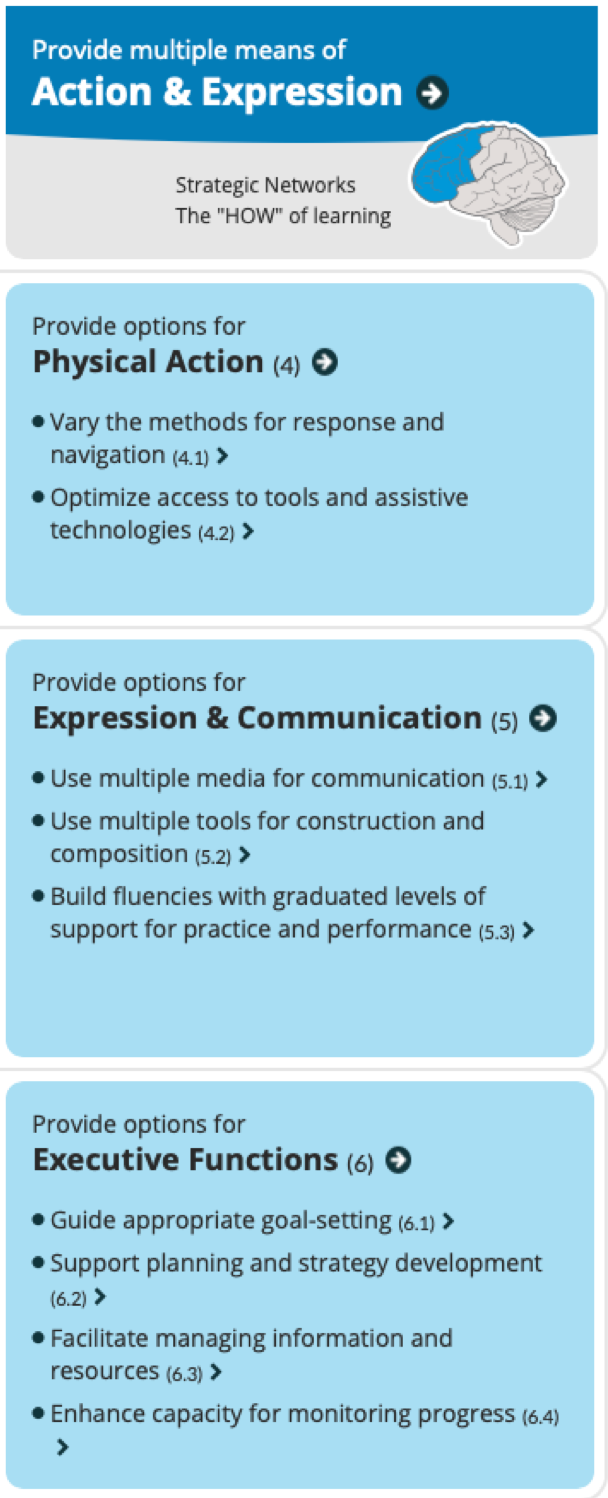 Provide multiple means of
Action & Expression
Strategic Networks
The "HOW" of learning
Provide options for
Physical Action (4)
Vary the methods for response and
navigation (4.1)
Optimize access to tools and assistive
technologies (4.2)
Provide options for
Expression & Communication (5)
Use multiple media for communication (5.1)
Use multiple tools for construction and
composition (5.2)
Build fluencies with graduated levels of
support for practice and performance (5.3)
Provide options for
Executive Functions (6)
Guide appropriate goal-setting (6.1)
Support planning and strategy development
(6.2)
Facilitate managing information and
resources (6.3)
Enhance capacity for monitoring progress (6.4)